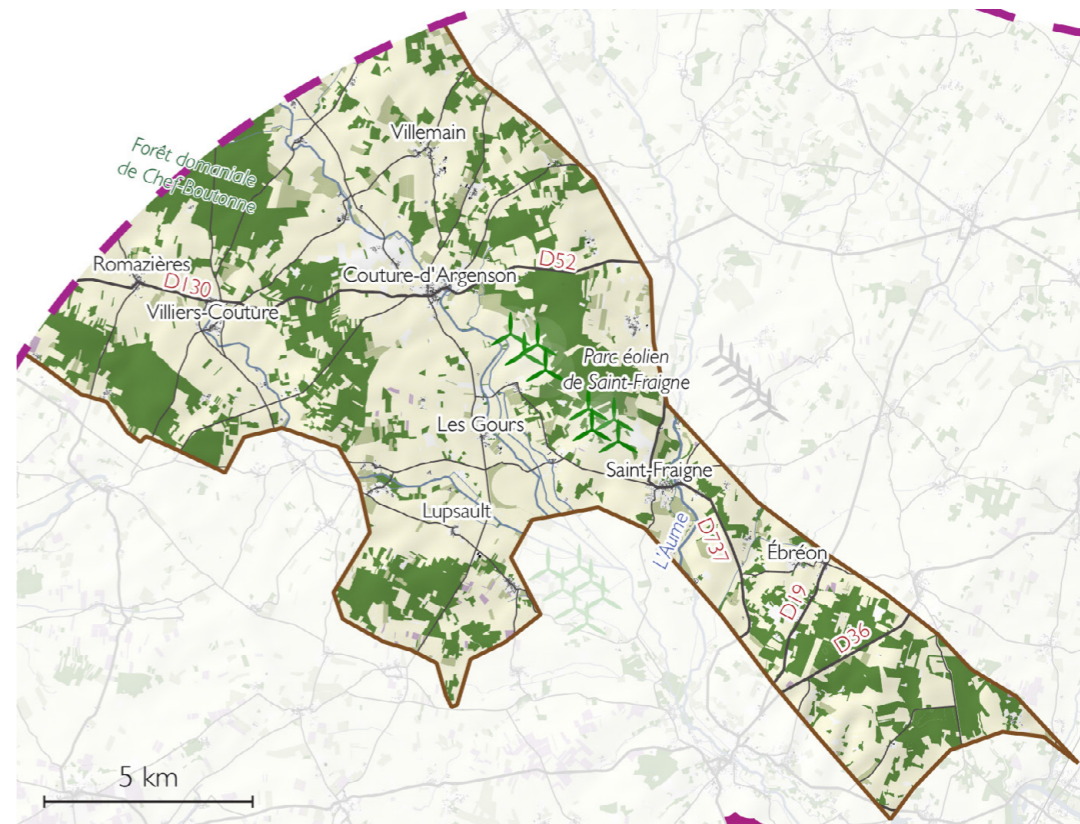 Villemain
Forêt domaniale
de Chef-Boutonne
D52
Romazières
D130
Couture-d'Argenson
Villiers-Couture
Parc éolien
de Saint-Fraigne
Les Gours
Saint-Fraigne
Lupsault
L'Aume
D737
Ébréon
D19
D36
5 km